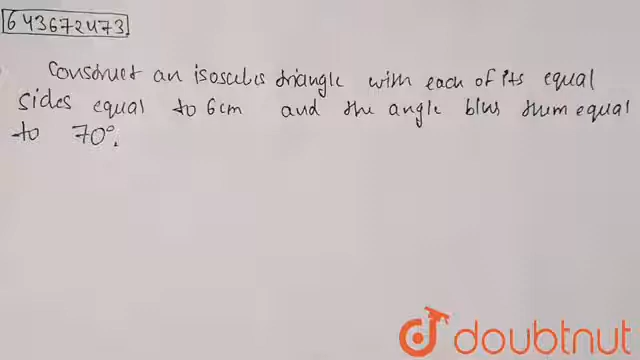 643672473
Construct an isosceles triangle with each of its equal
sides equal to 6cm and the angle b/w them equal
to 70°.
doubtnut